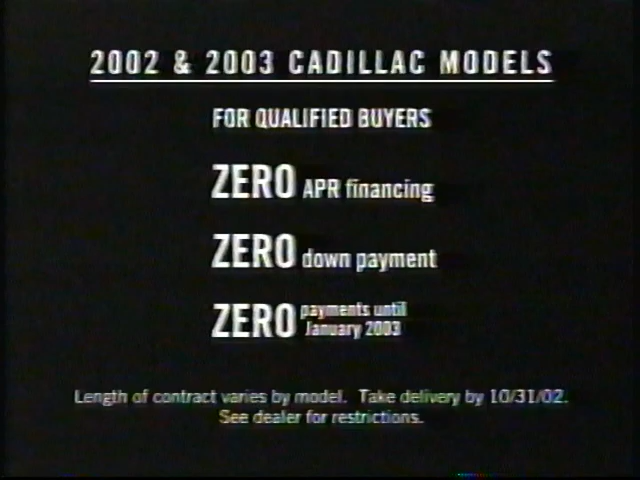 2002 & 2003 CADILLAC MODELS
FOR QUALIFIED BUYERS
ZERO APR financing
ZERO down payment
ZERO payments until
January 2003
Length of contract varies by model. Take delivery by 10/31/02.
See dealer for restrictions.